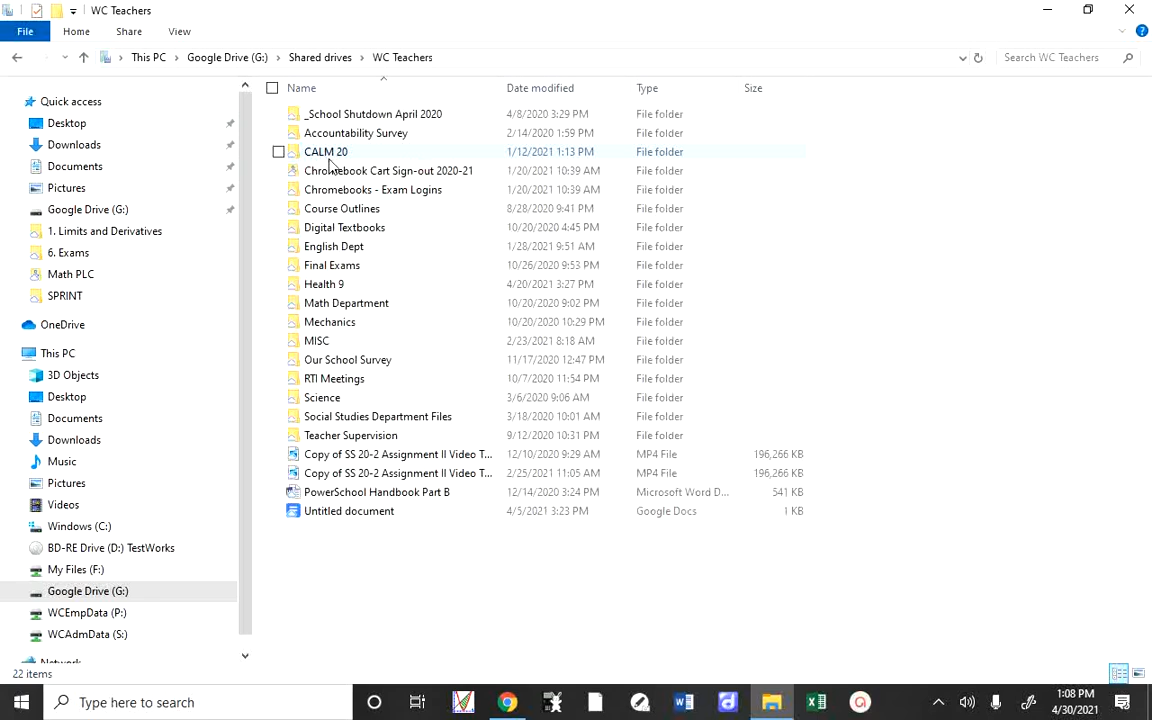 WC Teachers
File Home Share View
This PC Google Drive (G:) Shared drives WC Teachers Search WC Teachers
Name Date modified Type Size
Quick access
Desktop
Downloads
Documents
Pictures
Google Drive (G:)
1. Limits and Derivatives
6. Exams
Math PLC
SPRINT
OneDrive
This PC
3D Objects
Desktop
Documents
Downloads
Music
Pictures
Videos
Windows (C:)
BD-RE Drive (D:) TestWorks
My Files (F:)
Google Drive (G:)
WCEmpData (P:)
WCAdmData (S:)
Network
_School Shutdown April 2020 4/8/2020 3:29 PM File folder
Accountability Survey 2/14/2020 1:59 PM File folder
CALM 20 1/12/2021 1:13 PM File folder
Chromebook Cart Sign-out 2020-21 1/20/2021 10:39 AM File folder
Chromebooks - Exam Logins 1/20/2021 10:39 AM File folder
Course Outlines 8/28/2020 9:41 PM File folder
Digital Textbooks 10/20/2020 4:45 PM File folder
English Dept 1/28/2021 9:51 AM File folder
Final Exams 10/26/2020 9:53 PM File folder
Health 9 4/20/2021 3:27 PM File folder
Math Department 10/20/2020 9:02 PM File folder
Mechanics 10/20/2020 10:29 PM File folder
MISC 2/23/2021 8:18 AM File folder
Our School Survey 11/17/2020 12:47 PM File folder
RTI Meetings 10/7/2020 11:54 PM File folder
Science 3/6/2020 9:06 AM File folder
Social Studies Department Files 3/18/2020 10:01 AM File folder
Teacher Supervision 9/12/2020 10:31 PM File folder
Copy of SS 20-2 Assignment II Video T... 12/10/2020 9:29 AM MP4 File 196,266 KB
Copy of SS 20-2 Assignment II Video T... 2/25/2021 11:05 AM MP4 File 196,266 KB
PowerSchool Handbook Part B 12/14/2020 3:24 PM Microsoft Word D... 541 KB
Untitled document 4/5/2021 3:23 PM Google Docs 1 KB
22 items
Type here to search
1:08 PM
4/30/2021